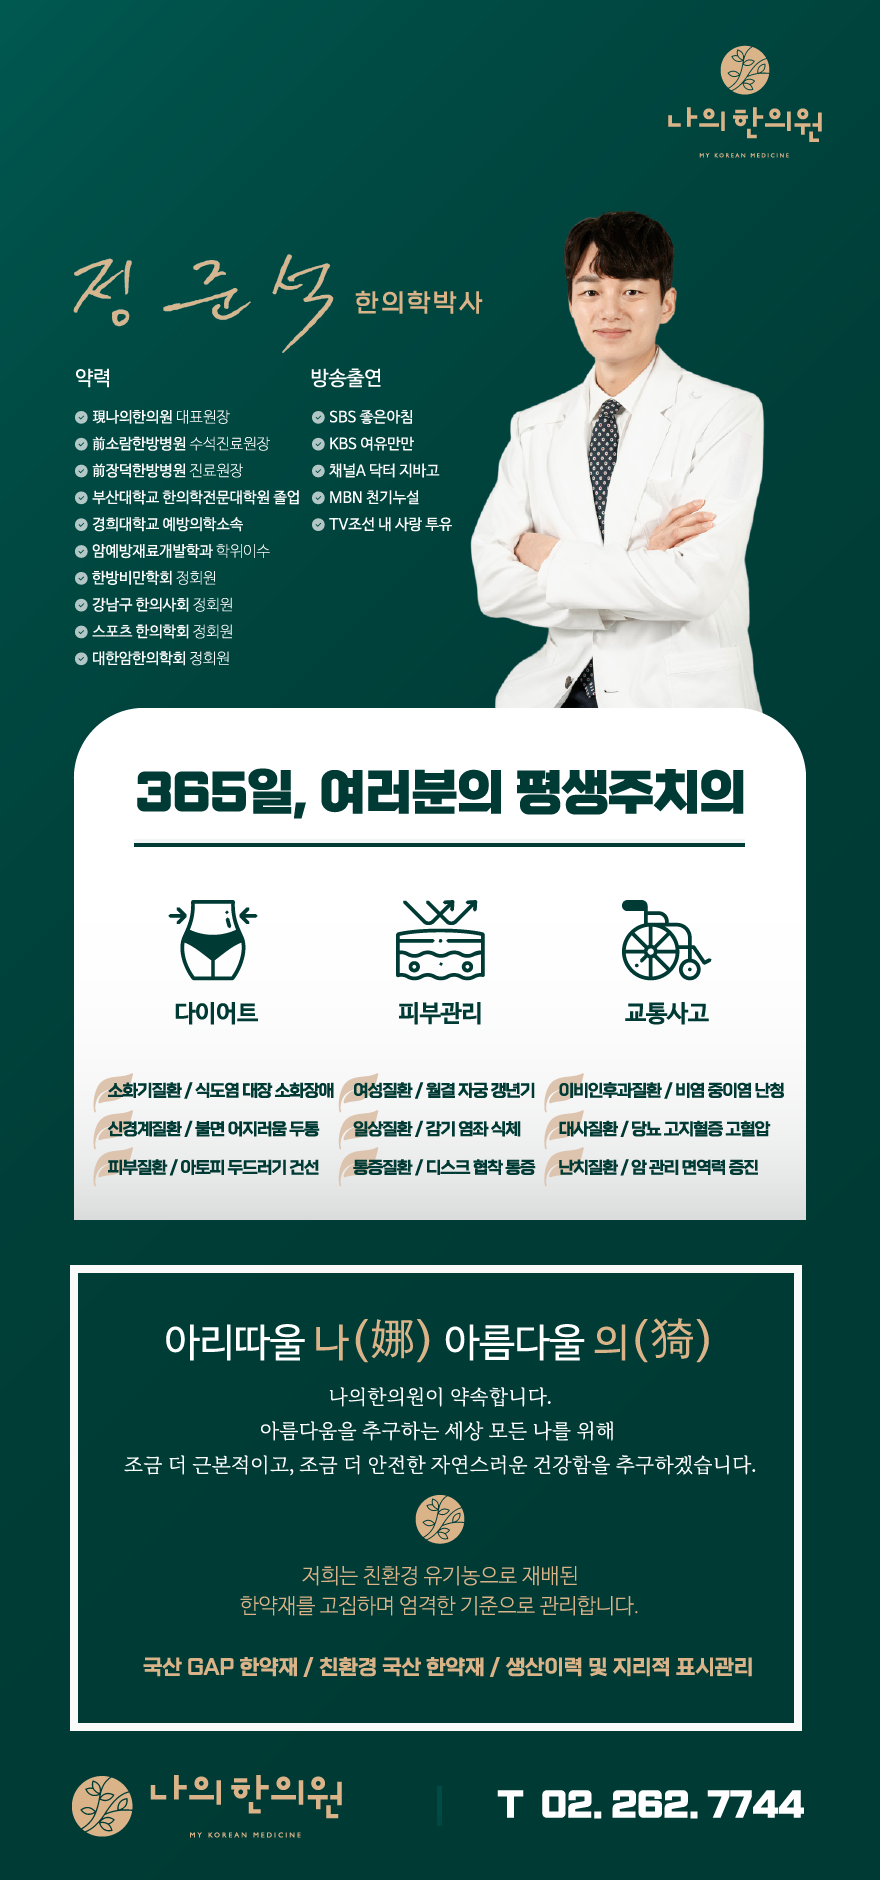 나의한의원
MY KOREAN MEDICINE
정준석 한의학박사
약력
現나의한의원 대표원장
前소람한방병원 수석진료원장
前장덕한방병원 진료원장
부산대학교 한의학전문대학원 졸업
경희대학교 예방의학소속
암예방재료개발학과 학위이수
한방비만학회 정회원
강남구 한의사회 정회원
스포츠 한의학회 정회원
대한암한의학회 정회원
방송출연
SBS 좋은아침
KBS 여유만만
채널A 닥터 지바고
MBN 천기누설
TV조선 내 사랑 투유
365일, 여러분의 평생주치의
다이어트
피부관리
교통사고
소화기질환 / 식도염 대장 소화장애
여성질환 / 월결 자궁 갱년기
이비인후과질환 / 비염 중이염 난청
신경계질환 / 불면 어지러움 두통
일상질환 / 감기 염좌 식체
대사질환 / 당뇨 고지혈증 고혈압
피부질환 / 아토피 두드러기 건선
통증질환 / 디스크 협착 통증
난치질환 / 암 관리 면역력 증진
아리따울 나(娜) 아름다울 의(猗)
나의한의원이 약속합니다.
아름다움을 추구하는 세상 모든 나를 위해
조금 더 근본적이고, 조금 더 안전한 자연스러운 건강함을 추구하겠습니다.
저희는 친환경 유기농으로 재배된
한약재를 고집하며 엄격한 기준으로 관리합니다.
국산 GAP 한약재 / 친환경 국산 한약재 / 생산이력 및 지리적 표시관리
나의한의원
MY KOREAN MEDICINE
T 02. 262. 7744